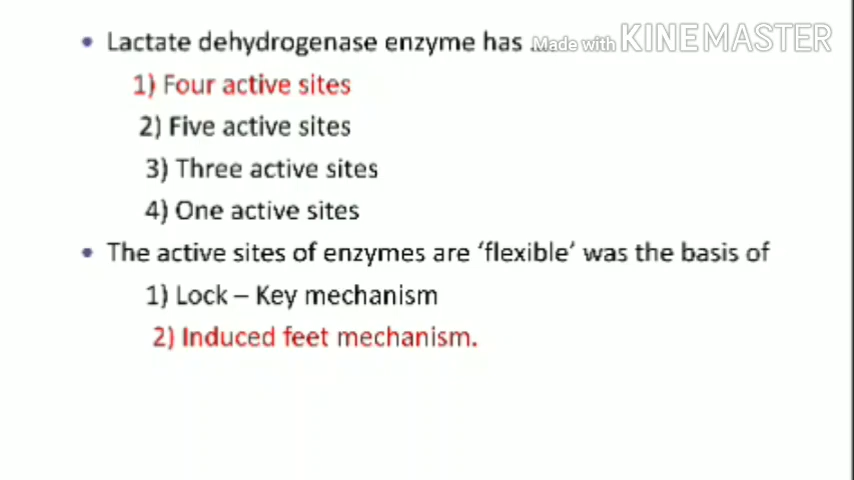 • Lactate dehydrogenase enzyme has ....
Made with KINEMASTER
1) Four active sites
2) Five active sites
3) Three active sites
4) One active sites
• The active sites of enzymes are ‘flexible’ was the basis of
1) Lock – Key mechanism
2) Induced feet mechanism.